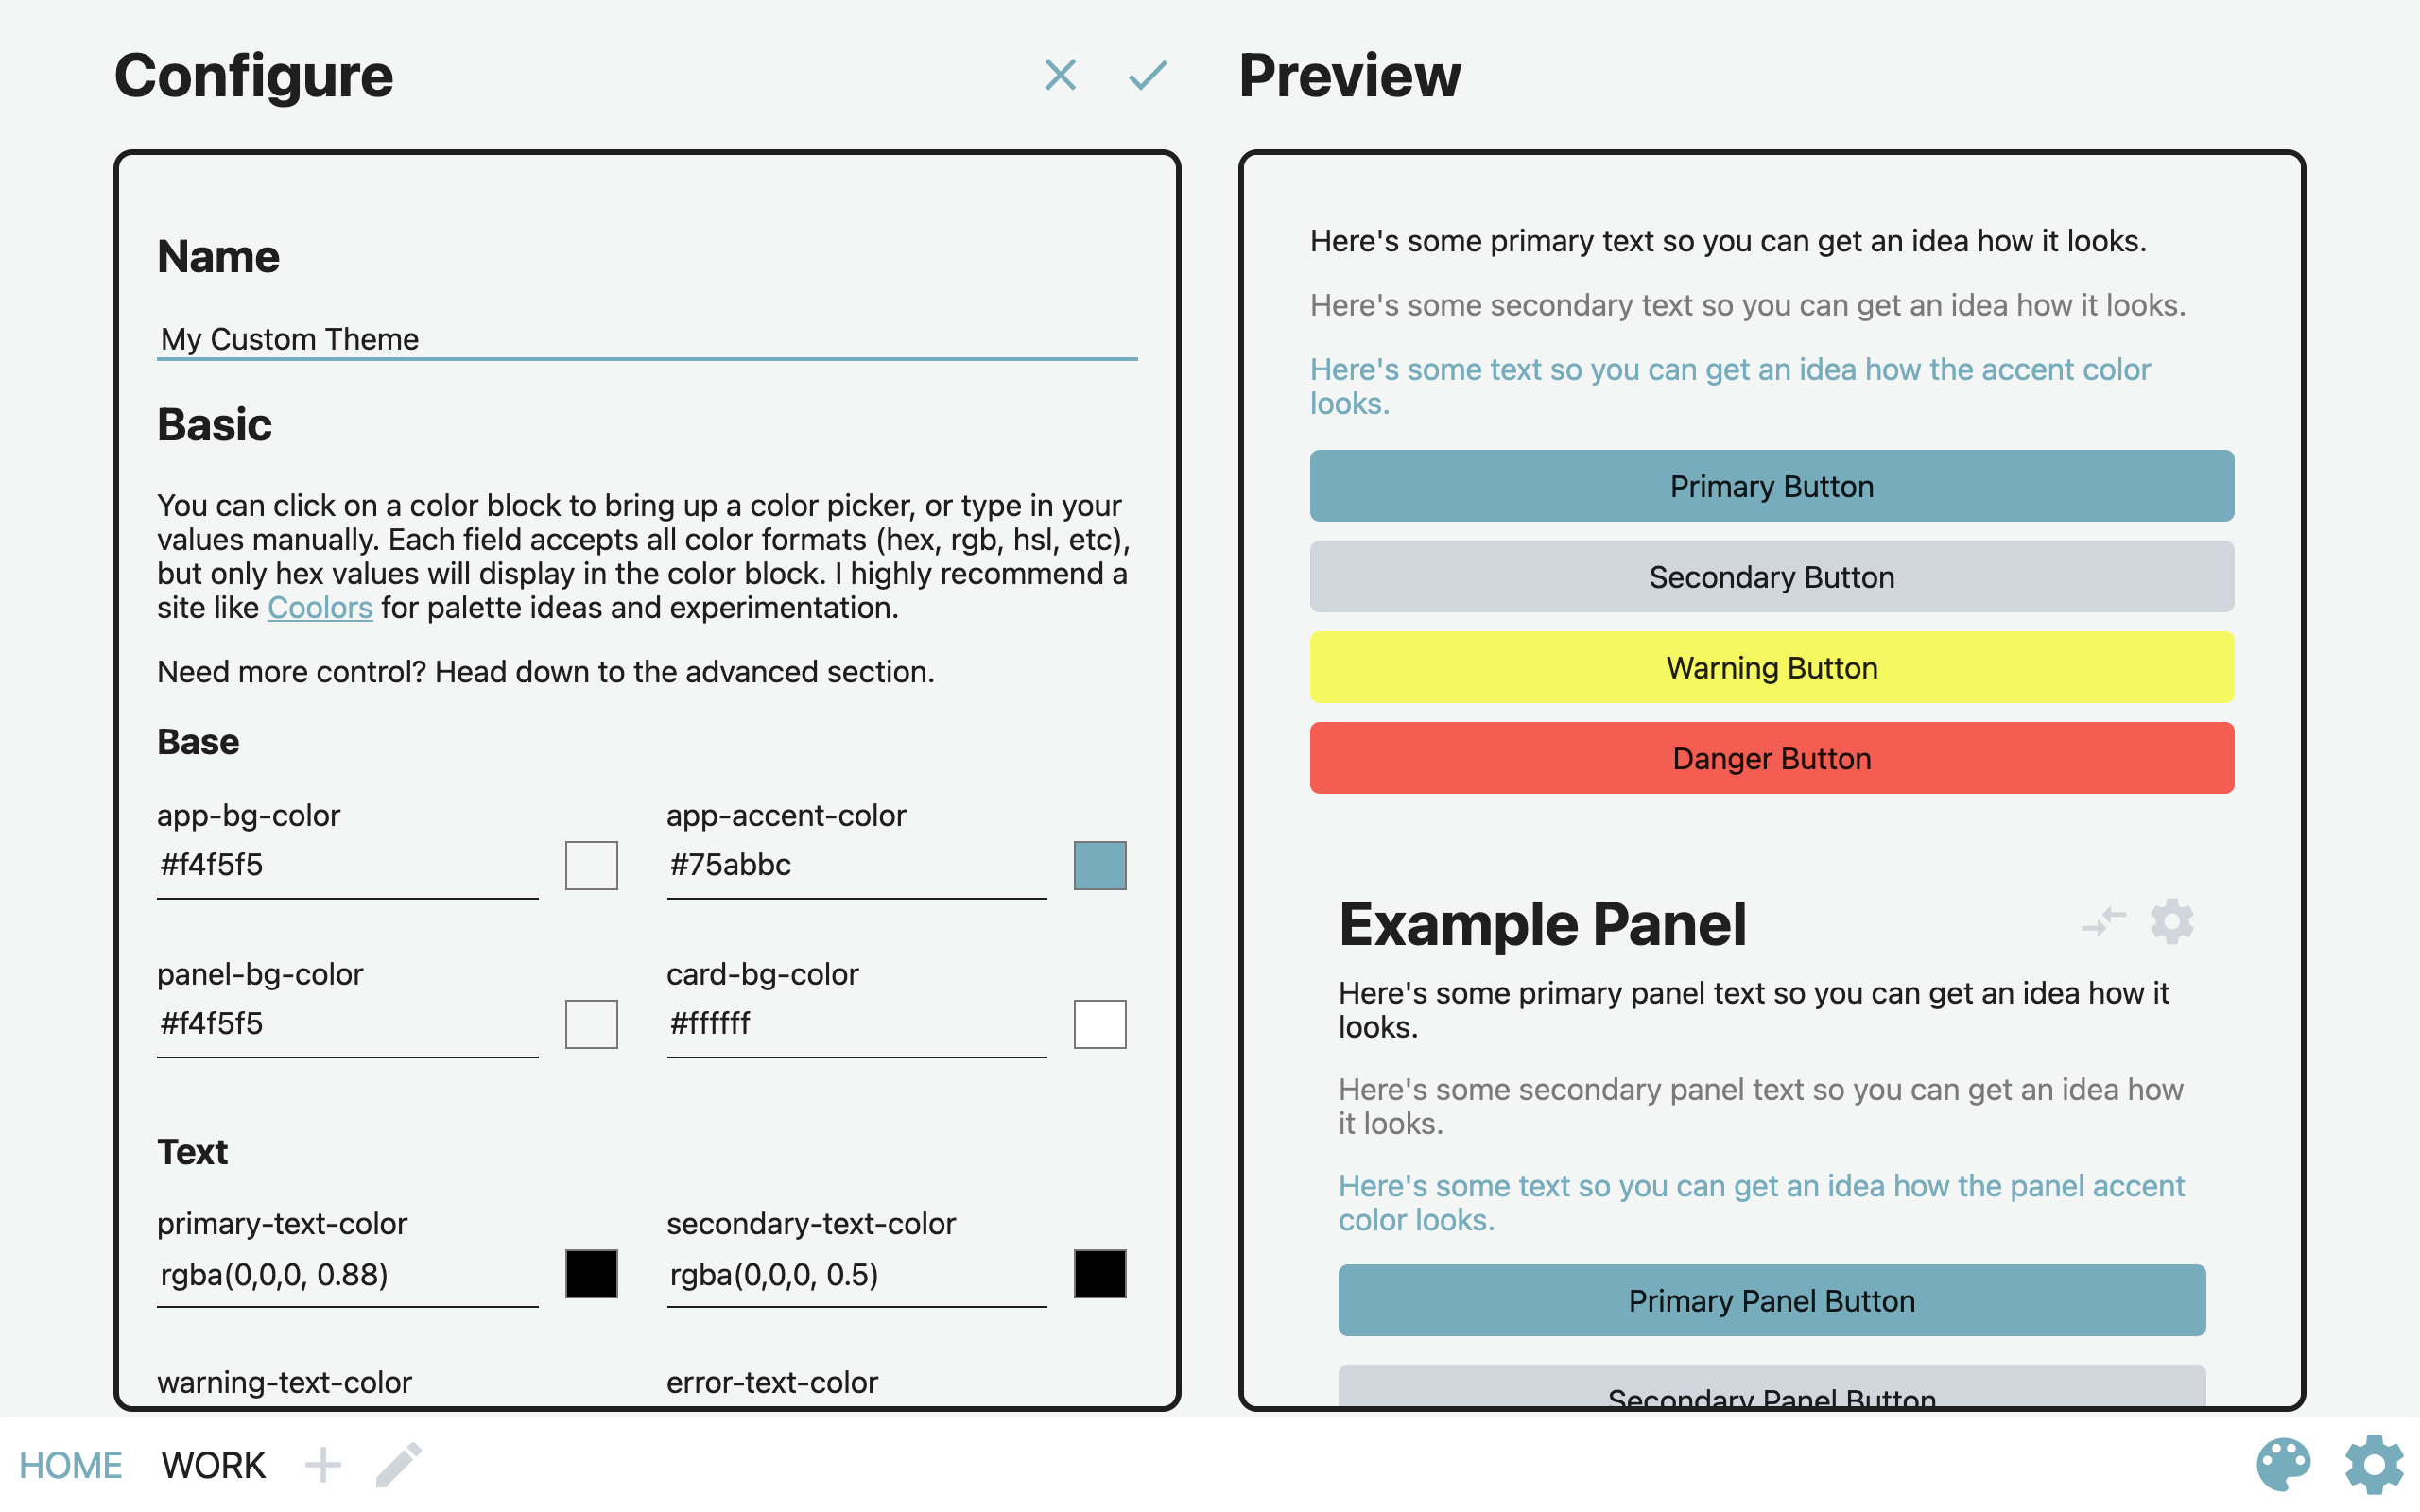 Configure
Name
My Custom Theme
Basic
You can click on a color block to bring up a color picker, or type in your
values manually. Each field accepts all color formats (hex, rgb, hsl, etc),
but only hex values will display in the color block. I highly recommend a
site like Coolors for palette ideas and experimentation.
Need more control? Head down to the advanced section.
Base
app-bg-color
#f4f5f5
app-accent-color
#75abbc
panel-bg-color
#f4f5f5
card-bg-color
#ffffff
Text
primary-text-color
rgba(0,0,0, 0.88)
secondary-text-color
rgba(0,0,0, 0.5)
warning-text-color
error-text-color
Preview
Here's some primary text so you can get an idea how it looks.
Here's some secondary text so you can get an idea how it looks.
Here's some text so you can get an idea how the accent color
looks.
Primary Button
Secondary Button
Warning Button
Danger Button
Example Panel
Here's some primary panel text so you can get an idea how it
looks.
Here's some secondary panel text so you can get an idea how
it looks.
Here's some text so you can get an idea how the panel accent
color looks.
Primary Panel Button
Secondary Panel Button
HOME
WORK